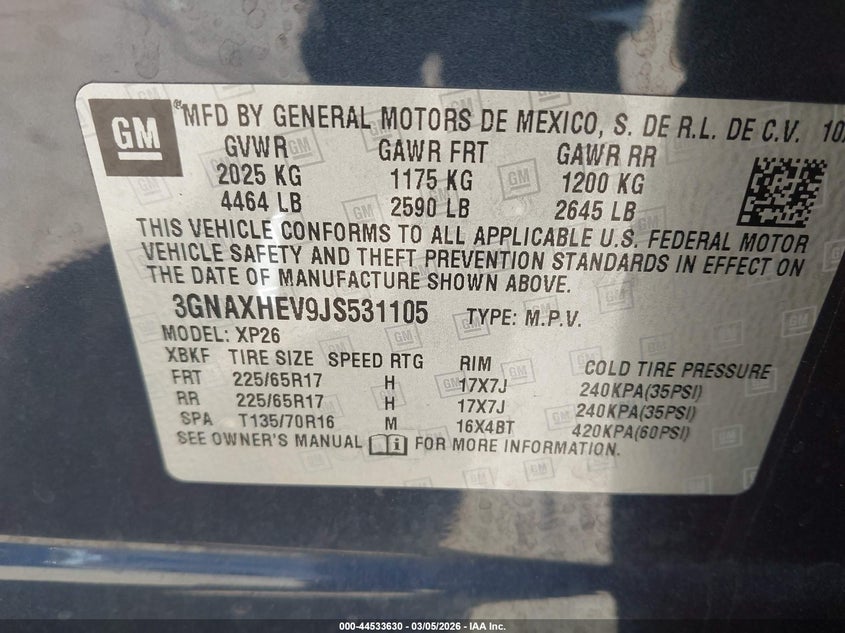 GM
MFD BY GENERAL MOTORS DE MEXICO, S. DE R.L. DE C.V. 10
GVWR GAWR FRT GAWR RR
2025 KG 1175 KG 1200 KG
4464 LB 2590 LB 2645 LB
THIS VEHICLE CONFORMS TO ALL APPLICABLE U.S. FEDERAL MOTOR
VEHICLE SAFETY AND THEFT PREVENTION STANDARDS IN EFFECT ON
THE DATE OF MANUFACTURE SHOWN ABOVE.
3GNAXHEV9JS531105 TYPE: M.P.V.
MODEL: XP26
XBKF TIRE SIZE SPEED RTG RIM COLD TIRE PRESSURE
FRT 225/65R17 H 17X7J 240KPA(35PSI)
RR 225/65R17 H 17X7J 240KPA(35PSI)
SPA T135/70R16 M 16X4BT 420KPA(60PSI)
SEE OWNER'S MANUAL FOR MORE INFORMATION.
000-44533630 - 03/05/2026 - IAA Inc.